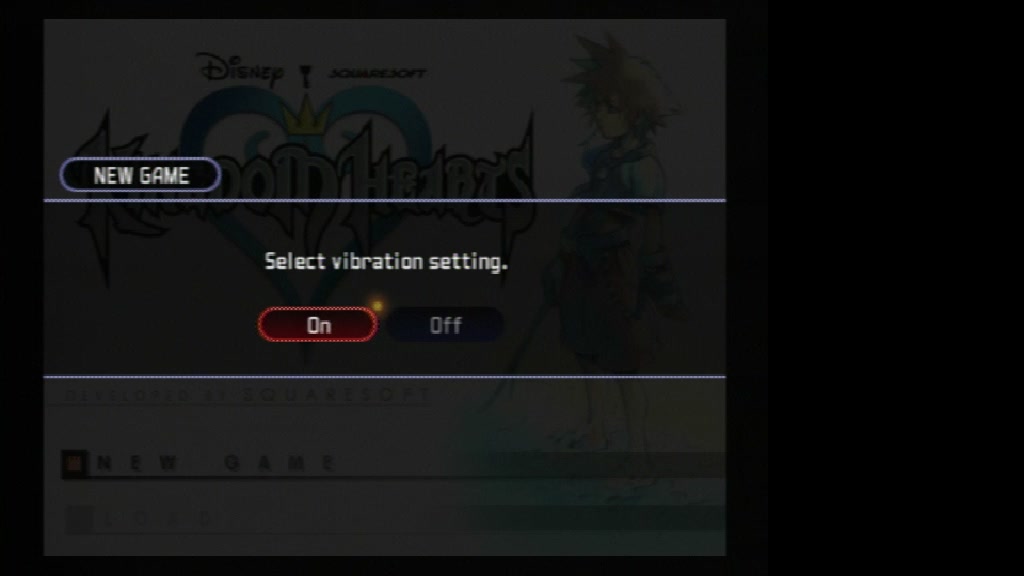 Disney SQUARESOFT
KINGDOM HEARTS
NEW GAME
Select vibration setting.
On Off
DEVELOPED BY SQUARESOFT
NEW GAME
LOAD